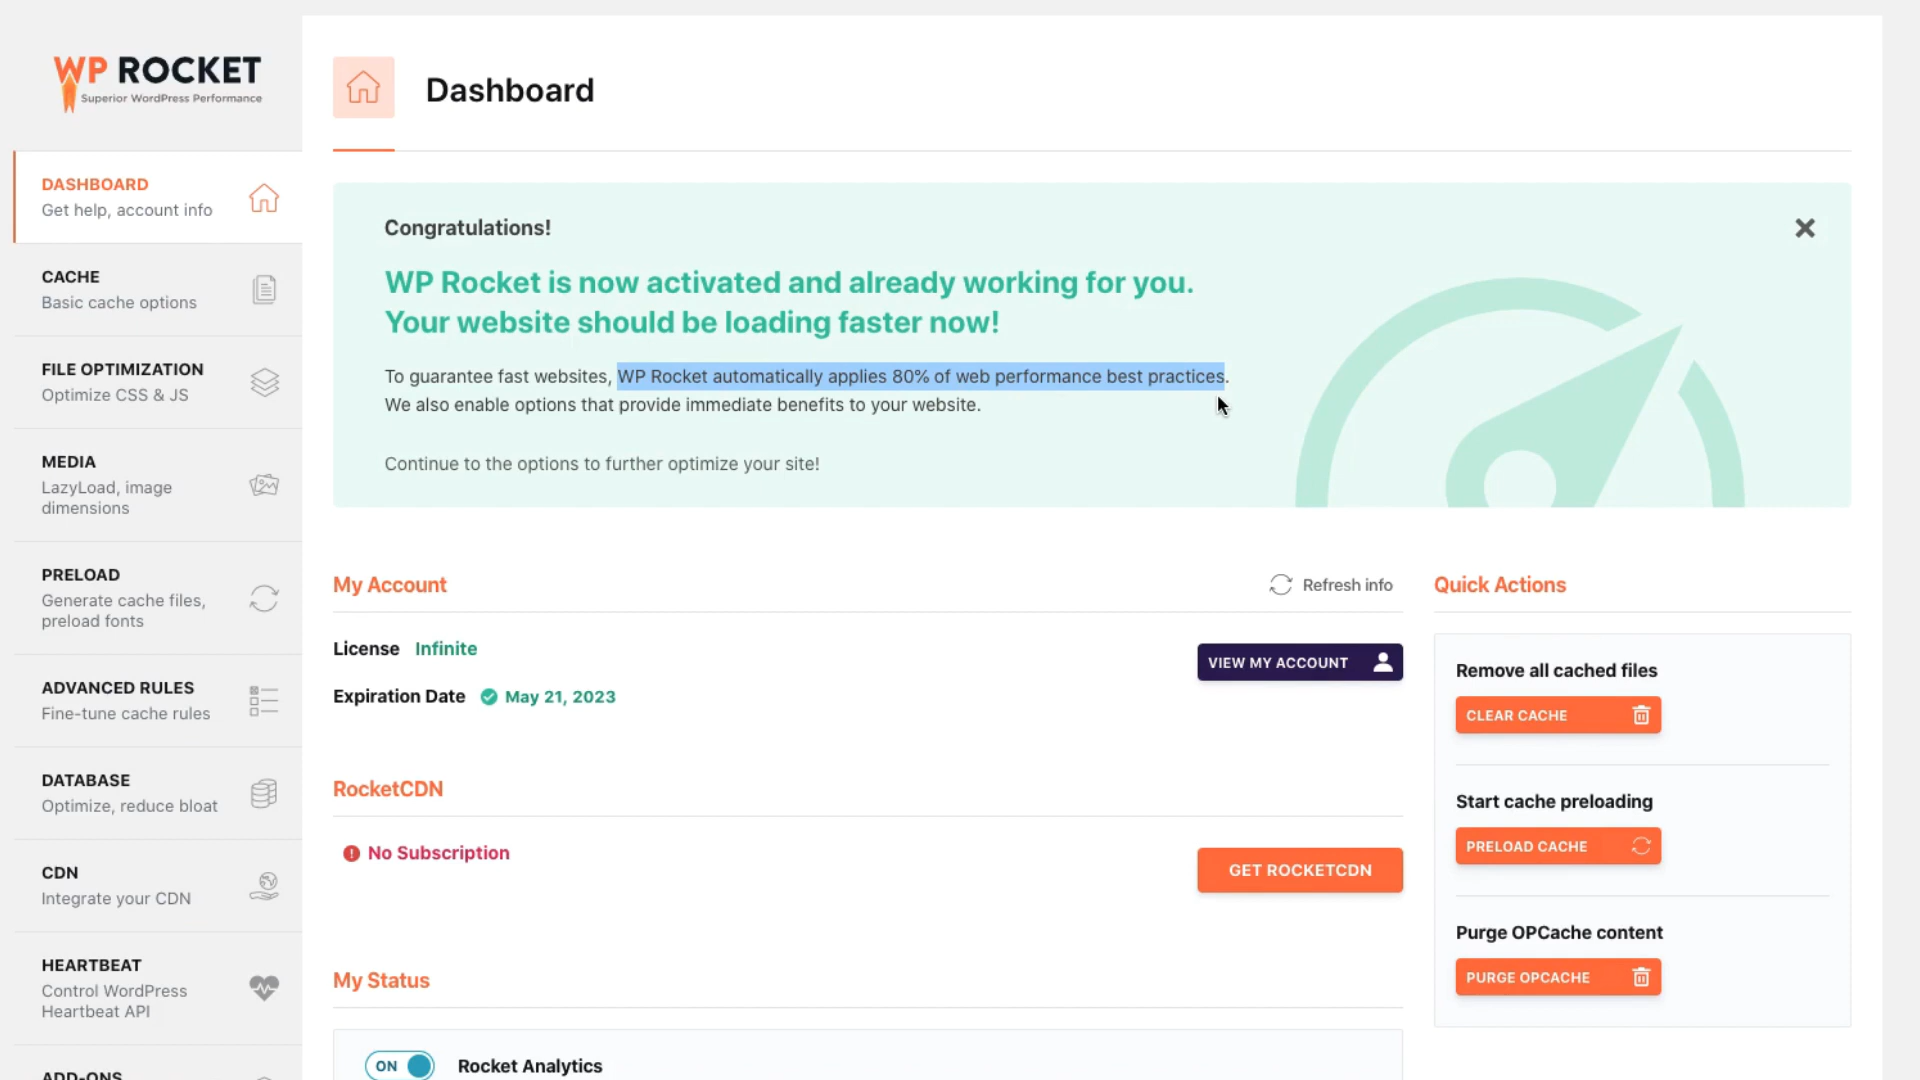 WP ROCKET
Superior WordPress Performance
DASHBOARD
Get help, account info
CACHE
Basic cache options
FILE OPTIMIZATION
Optimize CSS & JS
MEDIA
LazyLoad, image
dimensions
PRELOAD
Generate cache files,
preload fonts
ADVANCED RULES
Fine-tune cache rules
DATABASE
Optimize, reduce bloat
CDN
Integrate your CDN
HEARTBEAT
Control WordPress
Heartbeat API
ADD-ONS
Dashboard
Congratulations!
WP Rocket is now activated and already working for you.
Your website should be loading faster now!
To guarantee fast websites, WP Rocket automatically applies 80% of web performance best practices.
We also enable options that provide immediate benefits to your website.
Continue to the options to further optimize your site!
My Account
Refresh info
License Infinite
VIEW MY ACCOUNT
Expiration Date May 21, 2023
RocketCDN
No Subscription
GET ROCKETCDN
My Status
ON Rocket Analytics
Quick Actions
Remove all cached files
CLEAR CACHE
Start cache preloading
PRELOAD CACHE
Purge OPCache content
PURGE OPCACHE